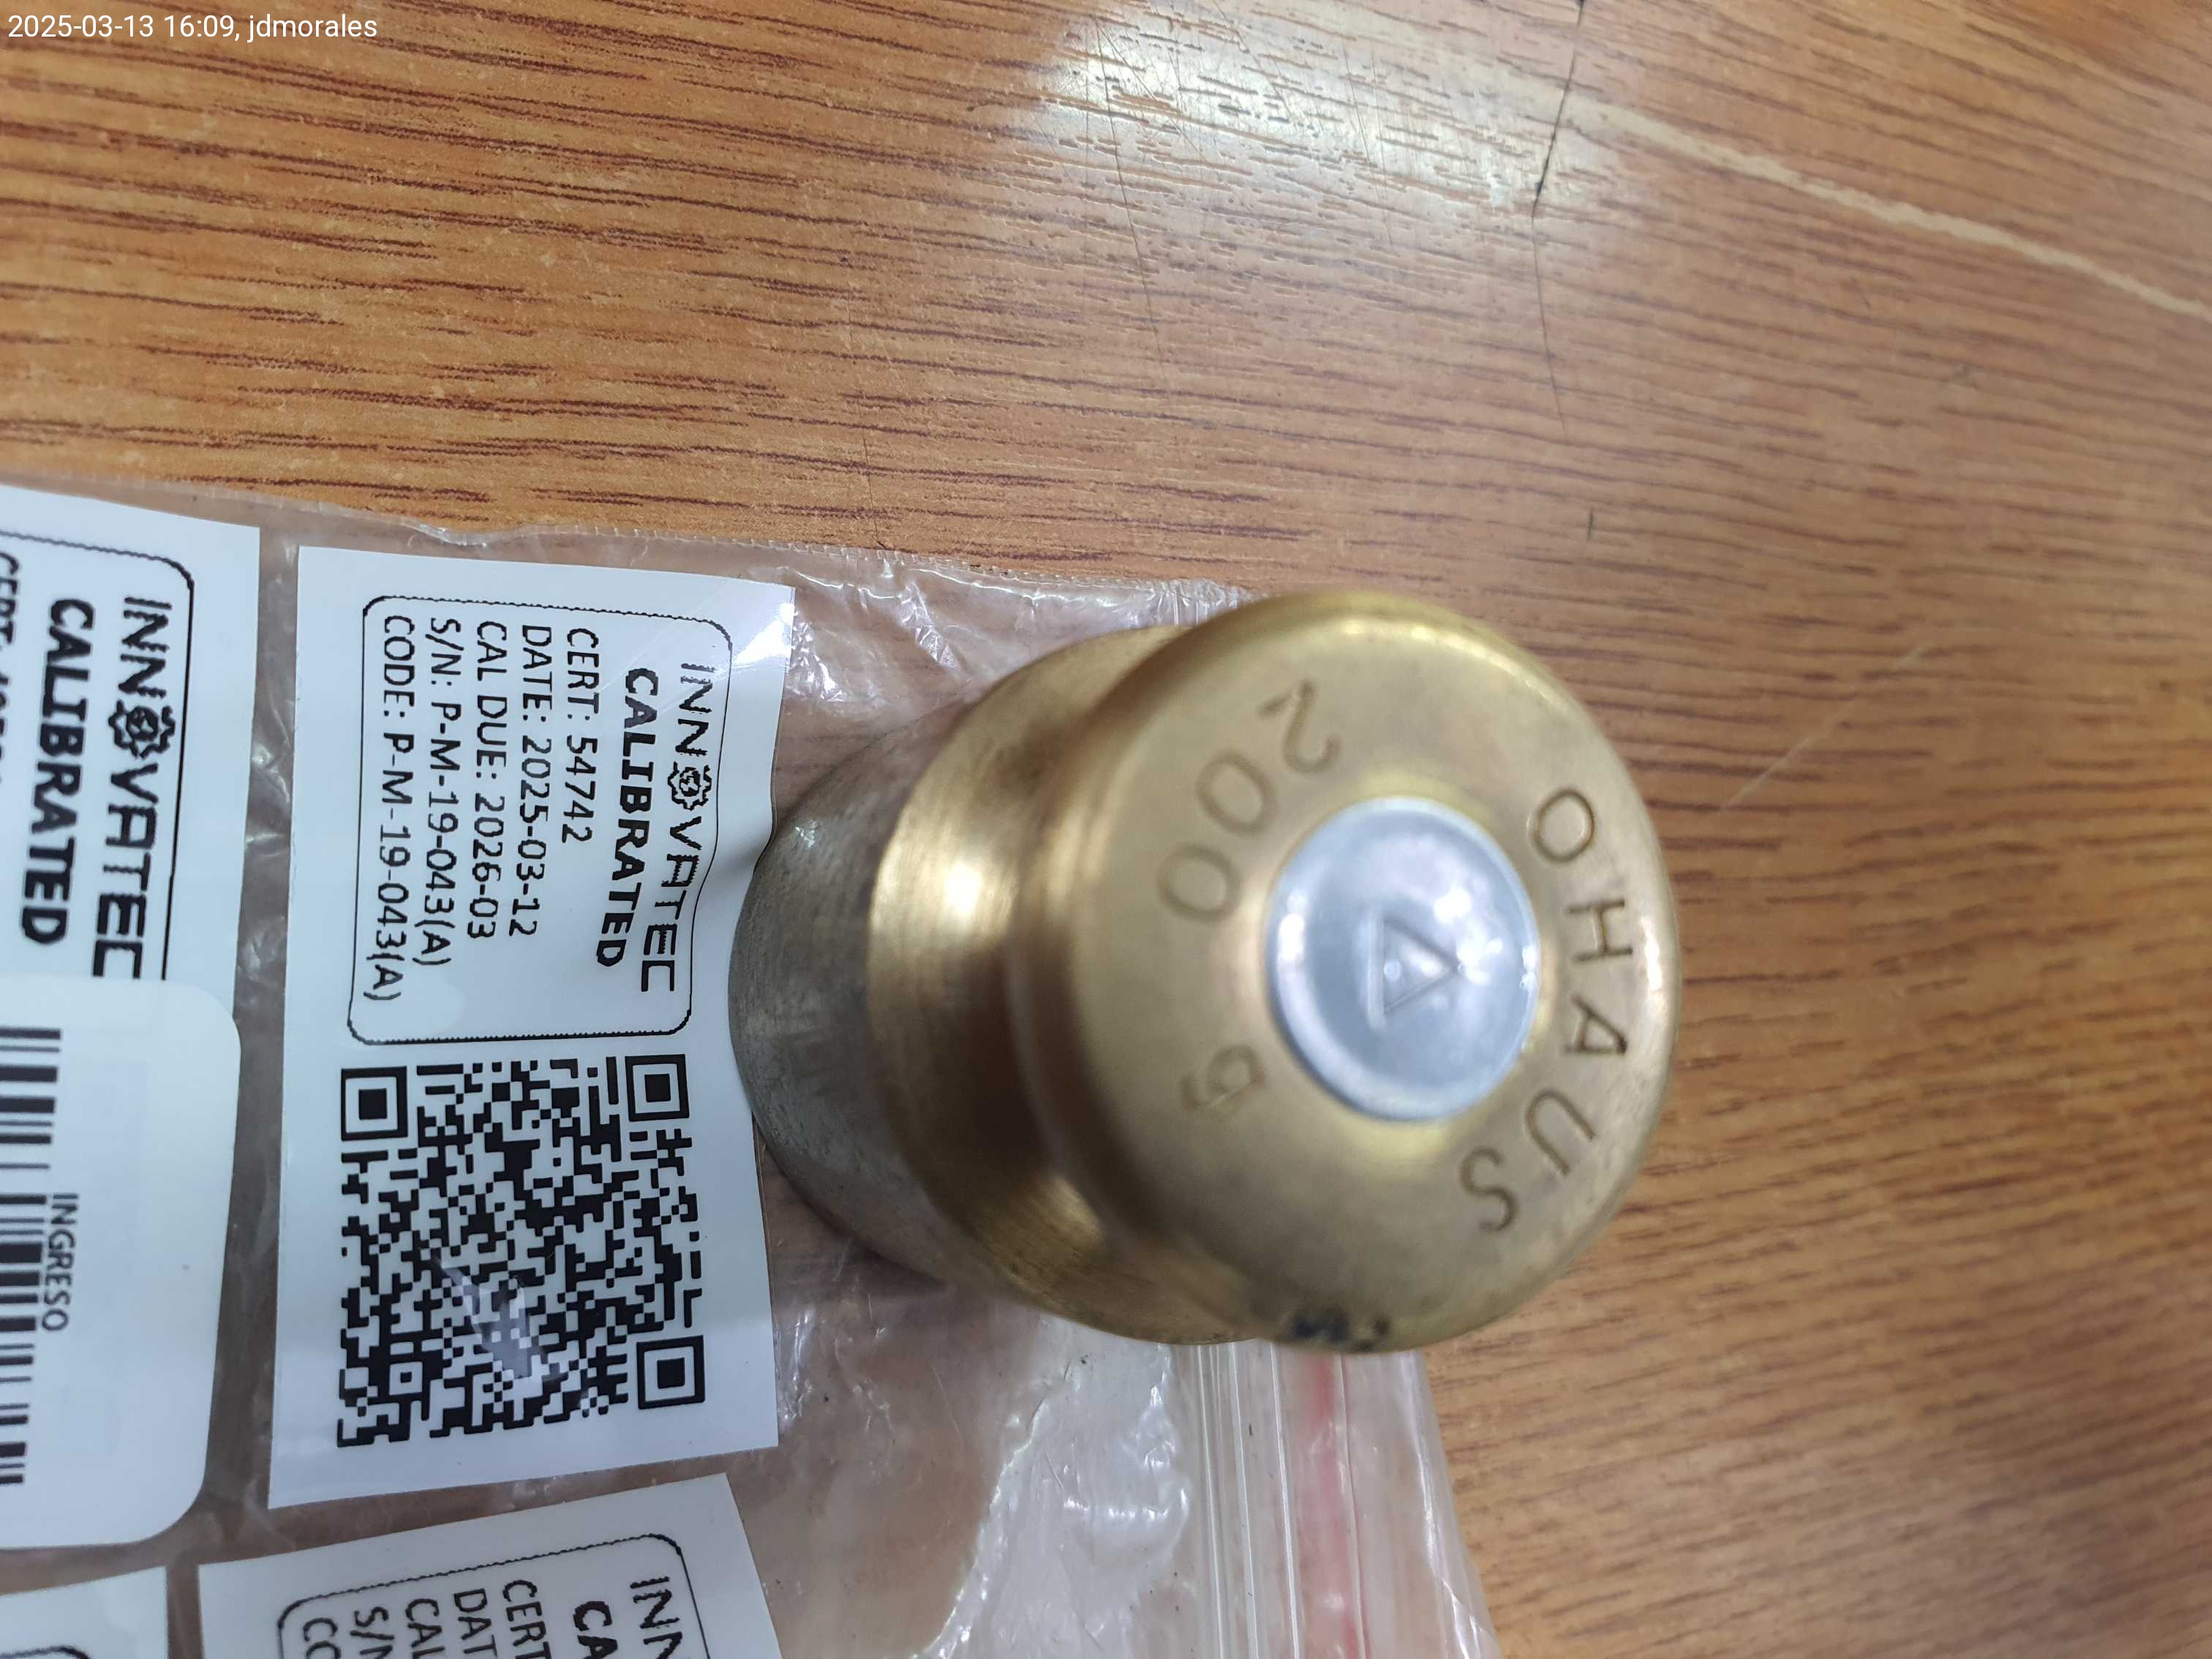 2025-03-13 16:09, jdmorales
INNOVATEC
CALIBRATED
INNOVATEC
CALIBRATED
CERT: 54742
DATE: 2025-03-12
CAL DUE: 2026-03
S/N: P-M-19-043(A)
CODE: P-M-19-043(A)
OHAUS
200 g
INGRESO